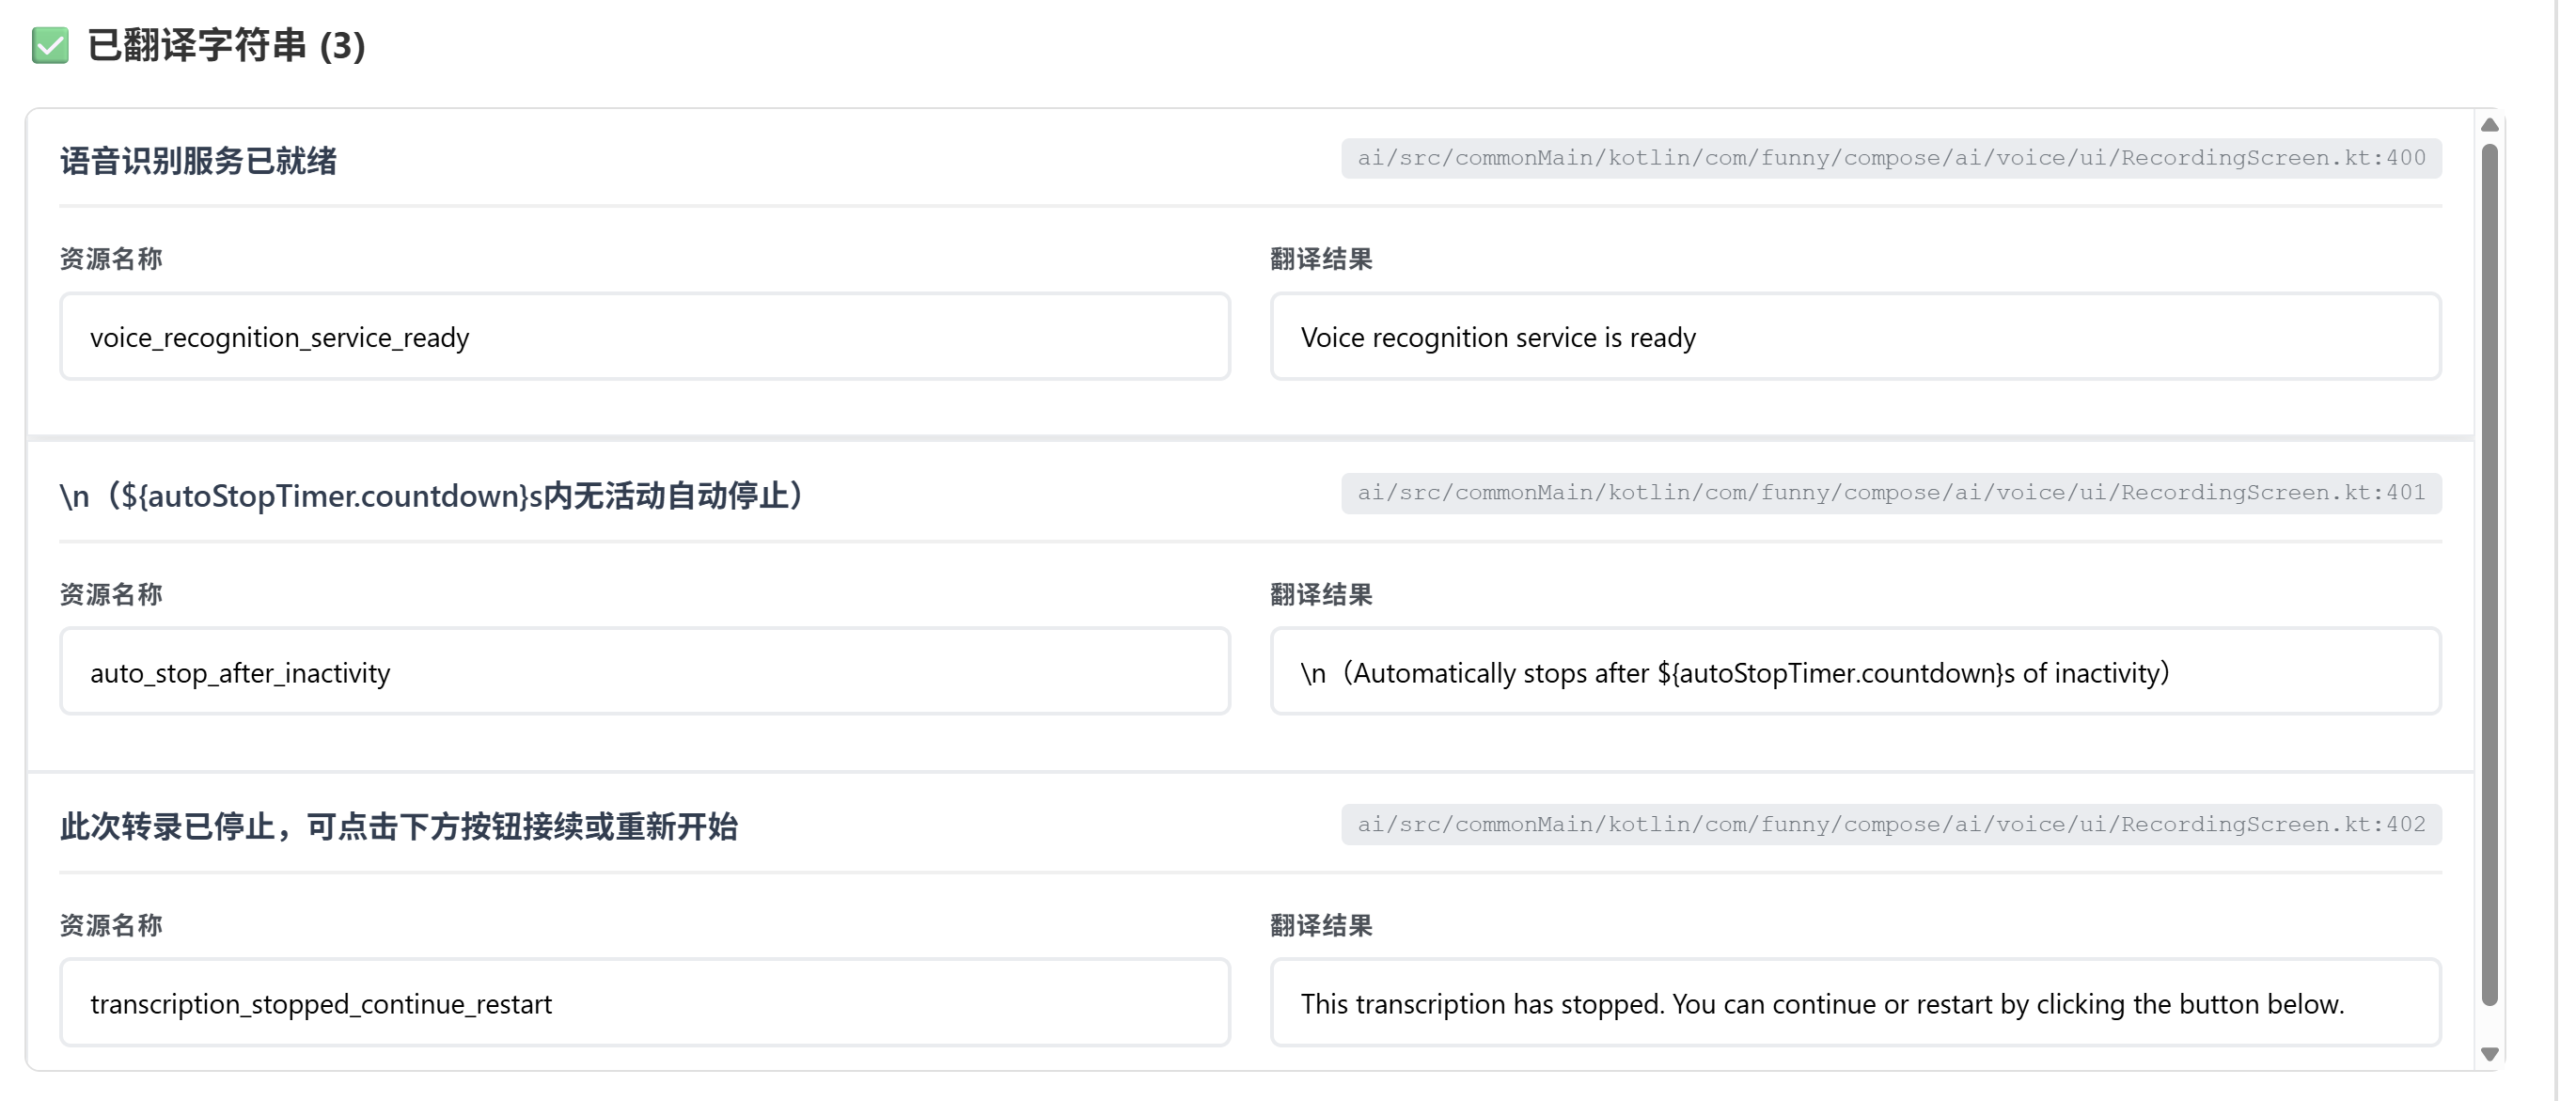 ✅ 已翻译字符串 (3)
语音识别服务已就绪
ai/src/commonMain/kotlin/com/funny/compose/ai/voice/ui/RecordingScreen.kt:400
资源名称
翻译结果
voice_recognition_service_ready
Voice recognition service is ready
\n（${autoStopTimer.countdown}s内无活动自动停止）
ai/src/commonMain/kotlin/com/funny/compose/ai/voice/ui/RecordingScreen.kt:401
资源名称
翻译结果
auto_stop_after_inactivity
\n（Automatically stops after ${autoStopTimer.countdown}s of inactivity）
此次转录已停止，可点击下方按钮接续或重新开始
ai/src/commonMain/kotlin/com/funny/compose/ai/voice/ui/RecordingScreen.kt:402
资源名称
翻译结果
transcription_stopped_continue_restart
This transcription has stopped. You can continue or restart by clicking the button below.